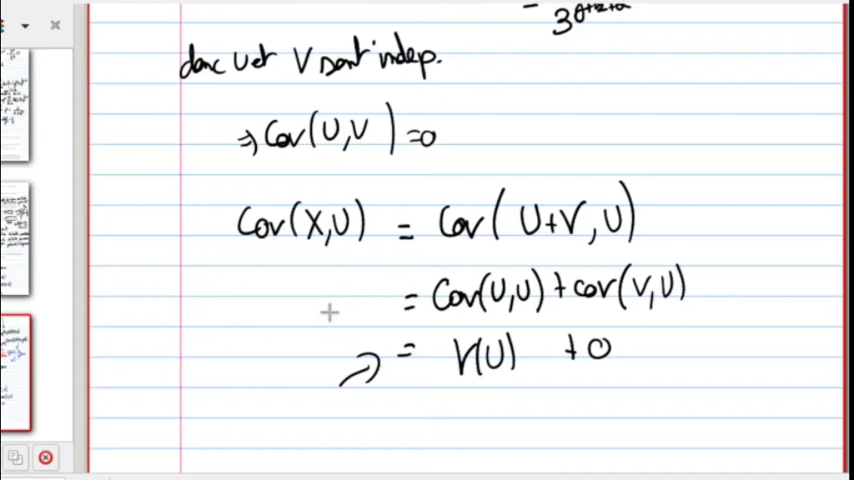 donc U et V sont indep.
⇒ Cov(U,V) = 0
Cov(X,U) = Cov(U+V,U)
= Cov(U,U) + cov(V,U)
= V(U) + 0